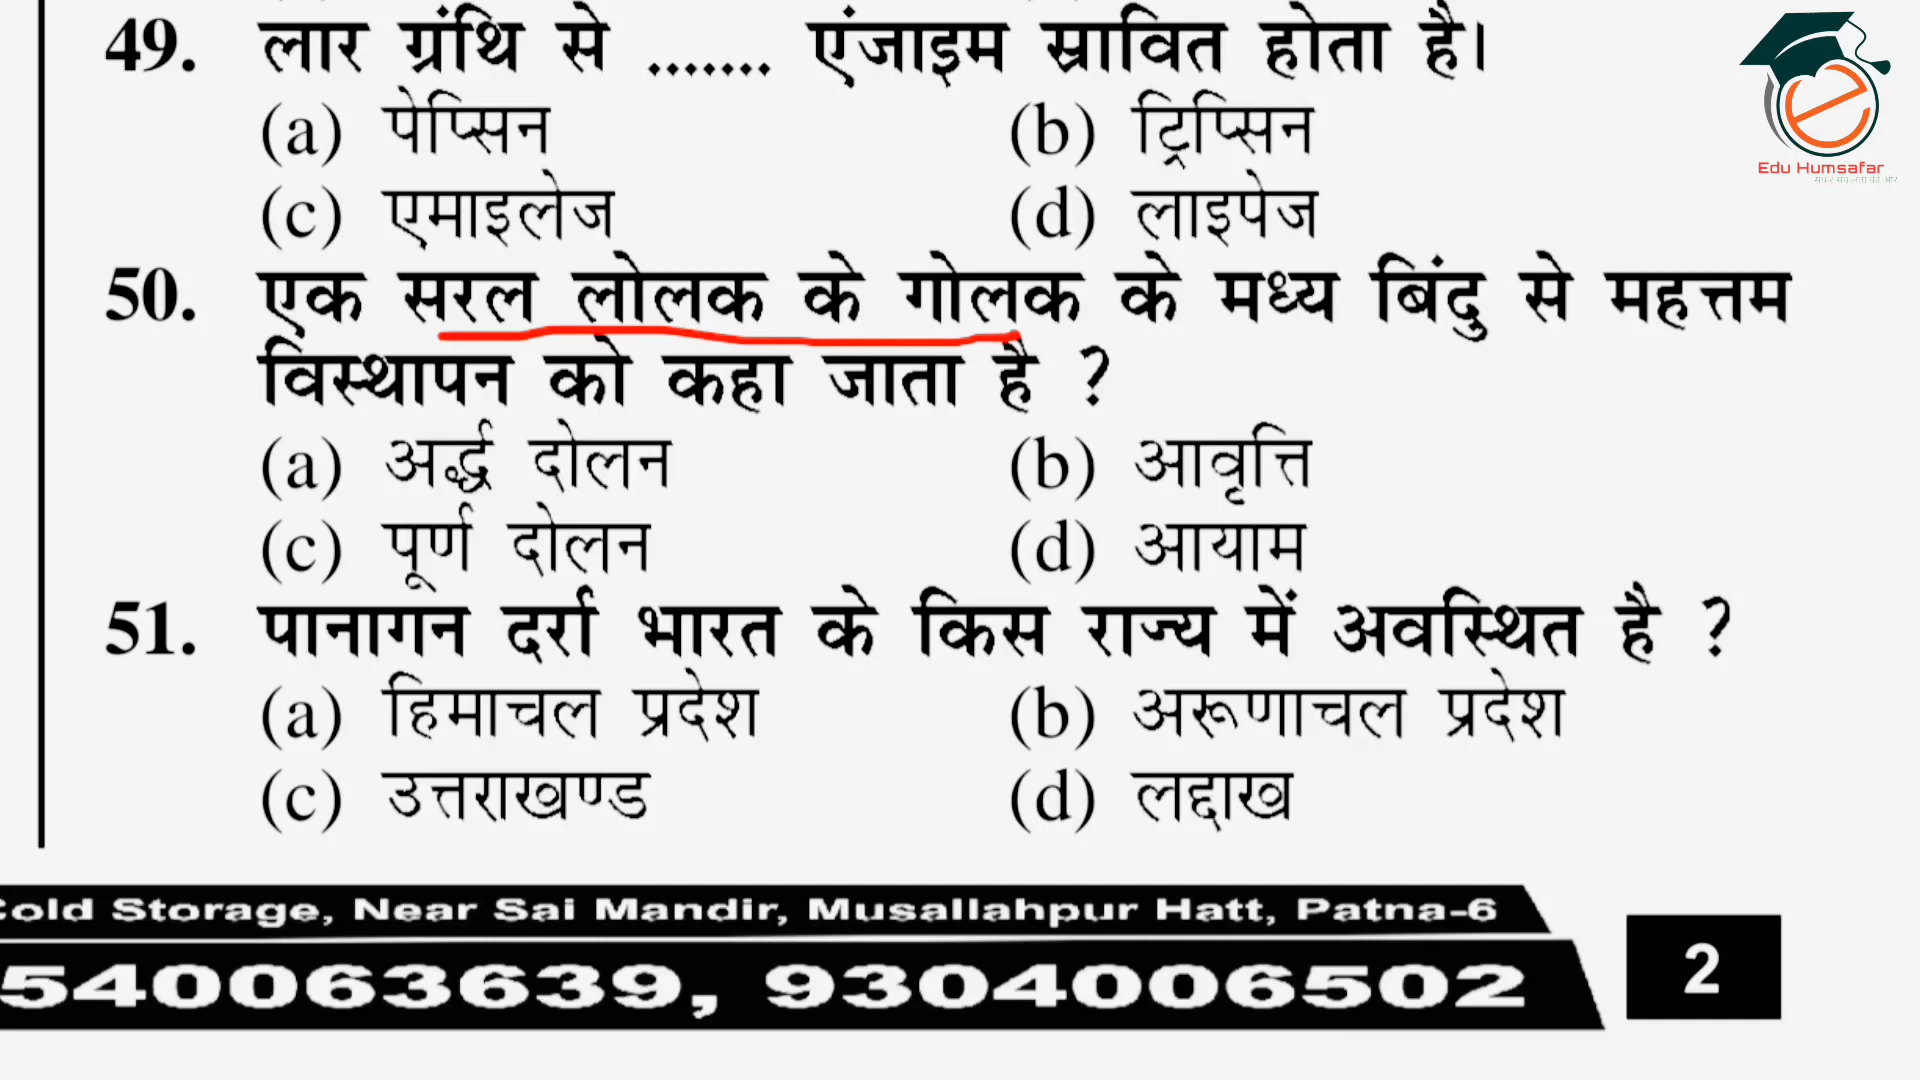 49. लार ग्रंथि से ....... एंजाइम स्रावित होता है।
(a) पेप्सिन (b) ट्रिप्सिन
(c) एमाइलेज (d) लाइपेज
50. एक सरल लोलक के गोलक के मध्य बिंदु से महत्तम
विस्थापन को कहा जाता है ?
(a) अर्द्ध दोलन (b) आवृत्ति
(c) पूर्ण दोलन (d) आयाम
51. पानागन दर्रा भारत के किस राज्य में अवस्थित है ?
(a) हिमाचल प्रदेश (b) अरूणाचल प्रदेश
(c) उत्तराखण्ड (d) लद्दाख
Edu Humsafar
Cold Storage, Near Sai Mandir, Musallahpur Hatt, Patna-6
540063639, 9304006502
2